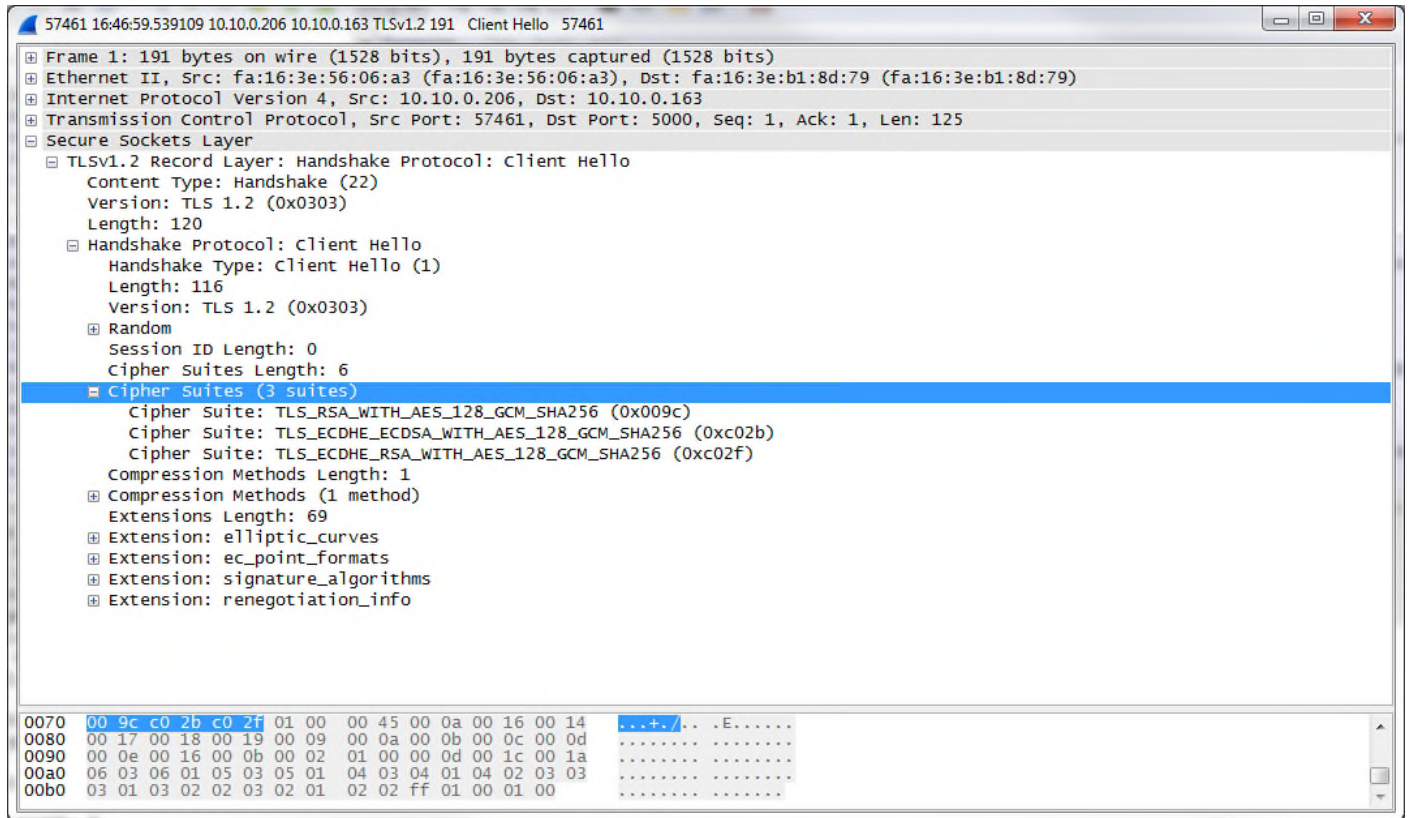 57461 16:46:59.539109 10.10.0.206 10.10.0.163 TLSv1.2 191 Client Hello 57461
Frame 1: 191 bytes on wire (1528 bits), 191 bytes captured (1528 bits)
Ethernet II, Src: fa:16:3e:56:06:a3 (fa:16:3e:56:06:a3), Dst: fa:16:3e:b1:8d:79 (fa:16:3e:b1:8d:79)
Internet Protocol Version 4, Src: 10.10.0.206, Dst: 10.10.0.163
Transmission Control Protocol, Src Port: 57461, Dst Port: 5000, Seq: 1, Ack: 1, Len: 125
Secure Sockets Layer
TLSv1.2 Record Layer: Handshake Protocol: Client Hello
Content Type: Handshake (22)
Version: TLS 1.2 (0x0303)
Length: 120
Handshake Protocol: Client Hello
Handshake Type: Client Hello (1)
Length: 116
Version: TLS 1.2 (0x0303)
Random
Session ID Length: 0
Cipher Suites Length: 6
Cipher Suites (3 suites)
Cipher Suite: TLS_RSA_WITH_AES_128_GCM_SHA256 (0x009c)
Cipher Suite: TLS_ECDHE_ECDSA_WITH_AES_128_GCM_SHA256 (0xc02b)
Cipher Suite: TLS_ECDHE_RSA_WITH_AES_128_GCM_SHA256 (0xc02f)
Compression Methods Length: 1
Compression Methods (1 method)
Extensions Length: 69
Extension: elliptic_curves
Extension: ec_point_formats
Extension: signature_algorithms
Extension: renegotiation_info
0070 00 9c c0 2b c0 2f 01 00 00 45 00 0a 00 16 00 14 ...+./.. .E......
0080 00 17 00 18 00 19 00 09 00 0a 00 0b 00 0c 00 0d ........ ........
0090 00 0e 00 16 00 0b 00 02 01 00 00 0d 00 1c 00 1a ........ ........
00a0 06 03 06 01 05 03 05 01 04 03 04 01 04 02 03 03 ........ ........
00b0 03 01 03 02 02 03 02 01 02 02 ff 01 00 01 00 ........ .......